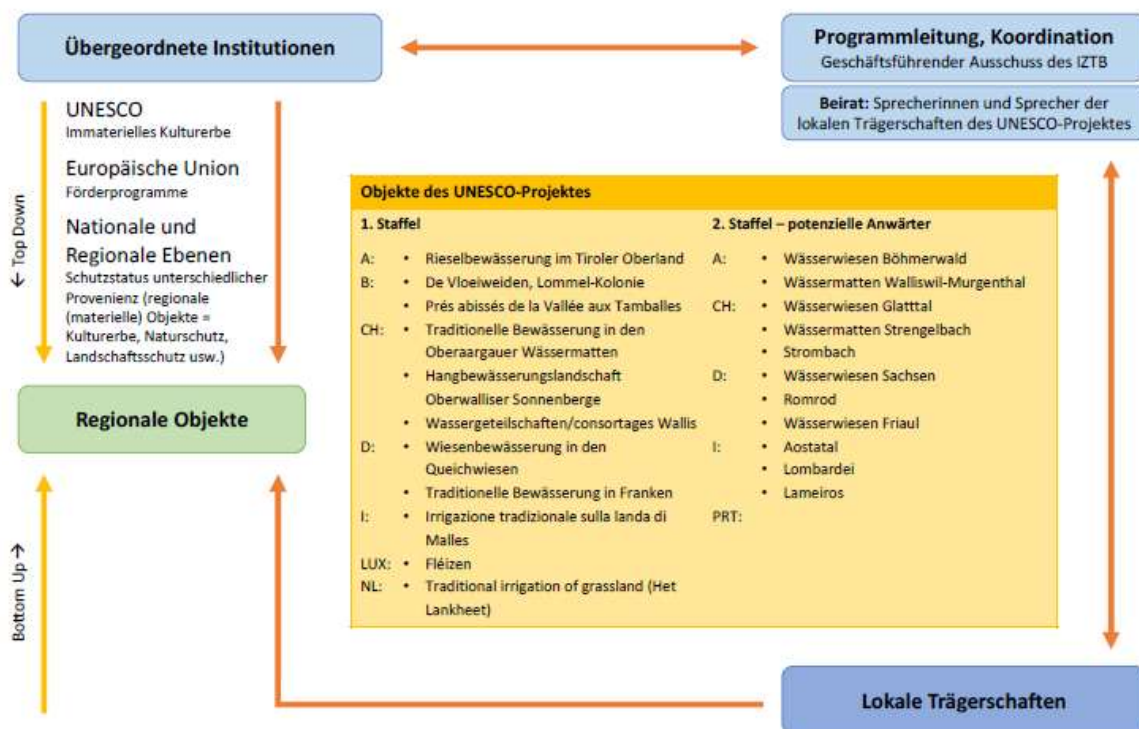 Übergeordnete Institutionen
Programmleitung, Koordination
Geschäftsführender Ausschuss des IZTB
Beirat: Sprecherinnen und Sprecher der
lokalen Trägerschaften des UNESCO-Projektes
← Top Down
UNESCO
Immaterielles Kulturerbe
Europäische Union
Förderprogramme
Nationale und
Regionale Ebenen
Schutzstatus unterschiedlicher
Provenienz (regionale
(materielle) Objekte =
Kulturerbe, Naturschutz,
Landschaftsschutz usw.)
Regionale Objekte
Bottom Up →
Objekte des UNESCO-Projektes
1. Staffel
A: • Rieselbewässerung im Tiroler Oberland
B: • De Vloeiweiden, Lommel-Kolonie
• Prés abissés de la Vallée aux Tamballes
CH: • Traditionelle Bewässerung in den
Oberaargauer Wässermatten
• Hangbewässerungslandschaft
Oberwalliser Sonnenberge
• Wassergeteilschaften/consortages Wallis
D: • Wiesenbewässerung in den
Queichwiesen
• Traditionelle Bewässerung in Franken
I: • Irrigazione tradizionale sulla landa di
Malles
LUX: • Fléizen
NL: • Traditional irrigation of grassland (Het
Lankheet)
2. Staffel – potenzielle Anwärter
A: • Wässerwiesen Böhmerwald
• Wässermatten Walliswil-Murgenthal
CH: • Wässerwiesen Glatttal
• Wässermatten Strengelbach
• Strombach
D: • Wässerwiesen Sachsen
• Romrod
• Wässerwiesen Friaul
I: • Aostatal
• Lombardei
• Lameiros
PRT:
Lokale Trägerschaften